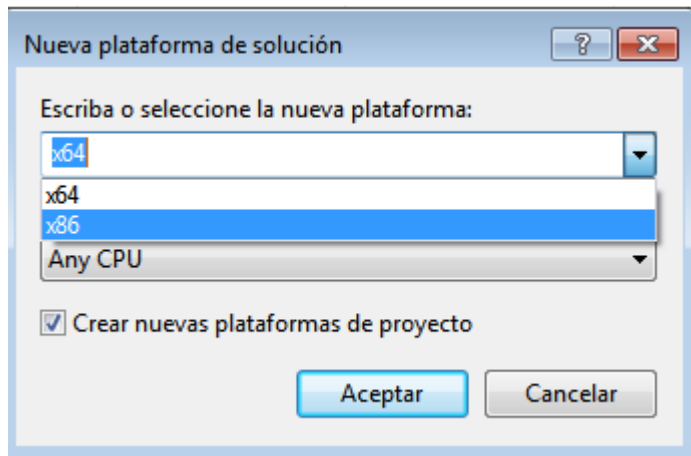 Nueva plataforma de solución
?
Escriba o seleccione la nueva plataforma:
x64
x64
x86
Any CPU
Crear nuevas plataformas de proyecto
Aceptar Cancelar